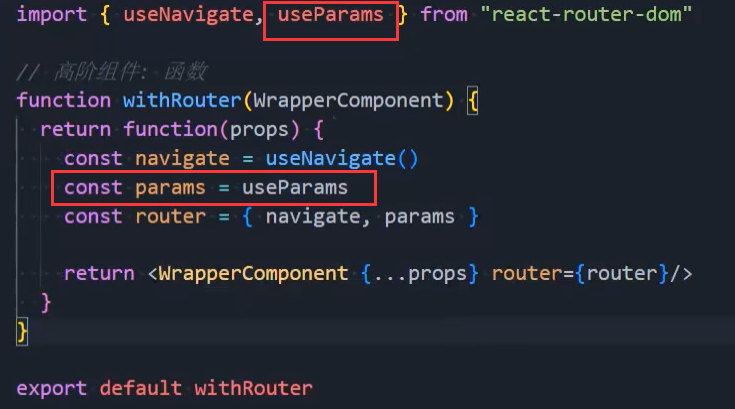 import { useNavigate, useParams } from "react-router-dom"
// 高阶组件: 函数
function withRouter(WrapperComponent) {
return function(props) {
const navigate = useNavigate()
const params = useParams
const router = { navigate, params }
return <WrapperComponent {...props} router={router}/>
}
}
export default withRouter